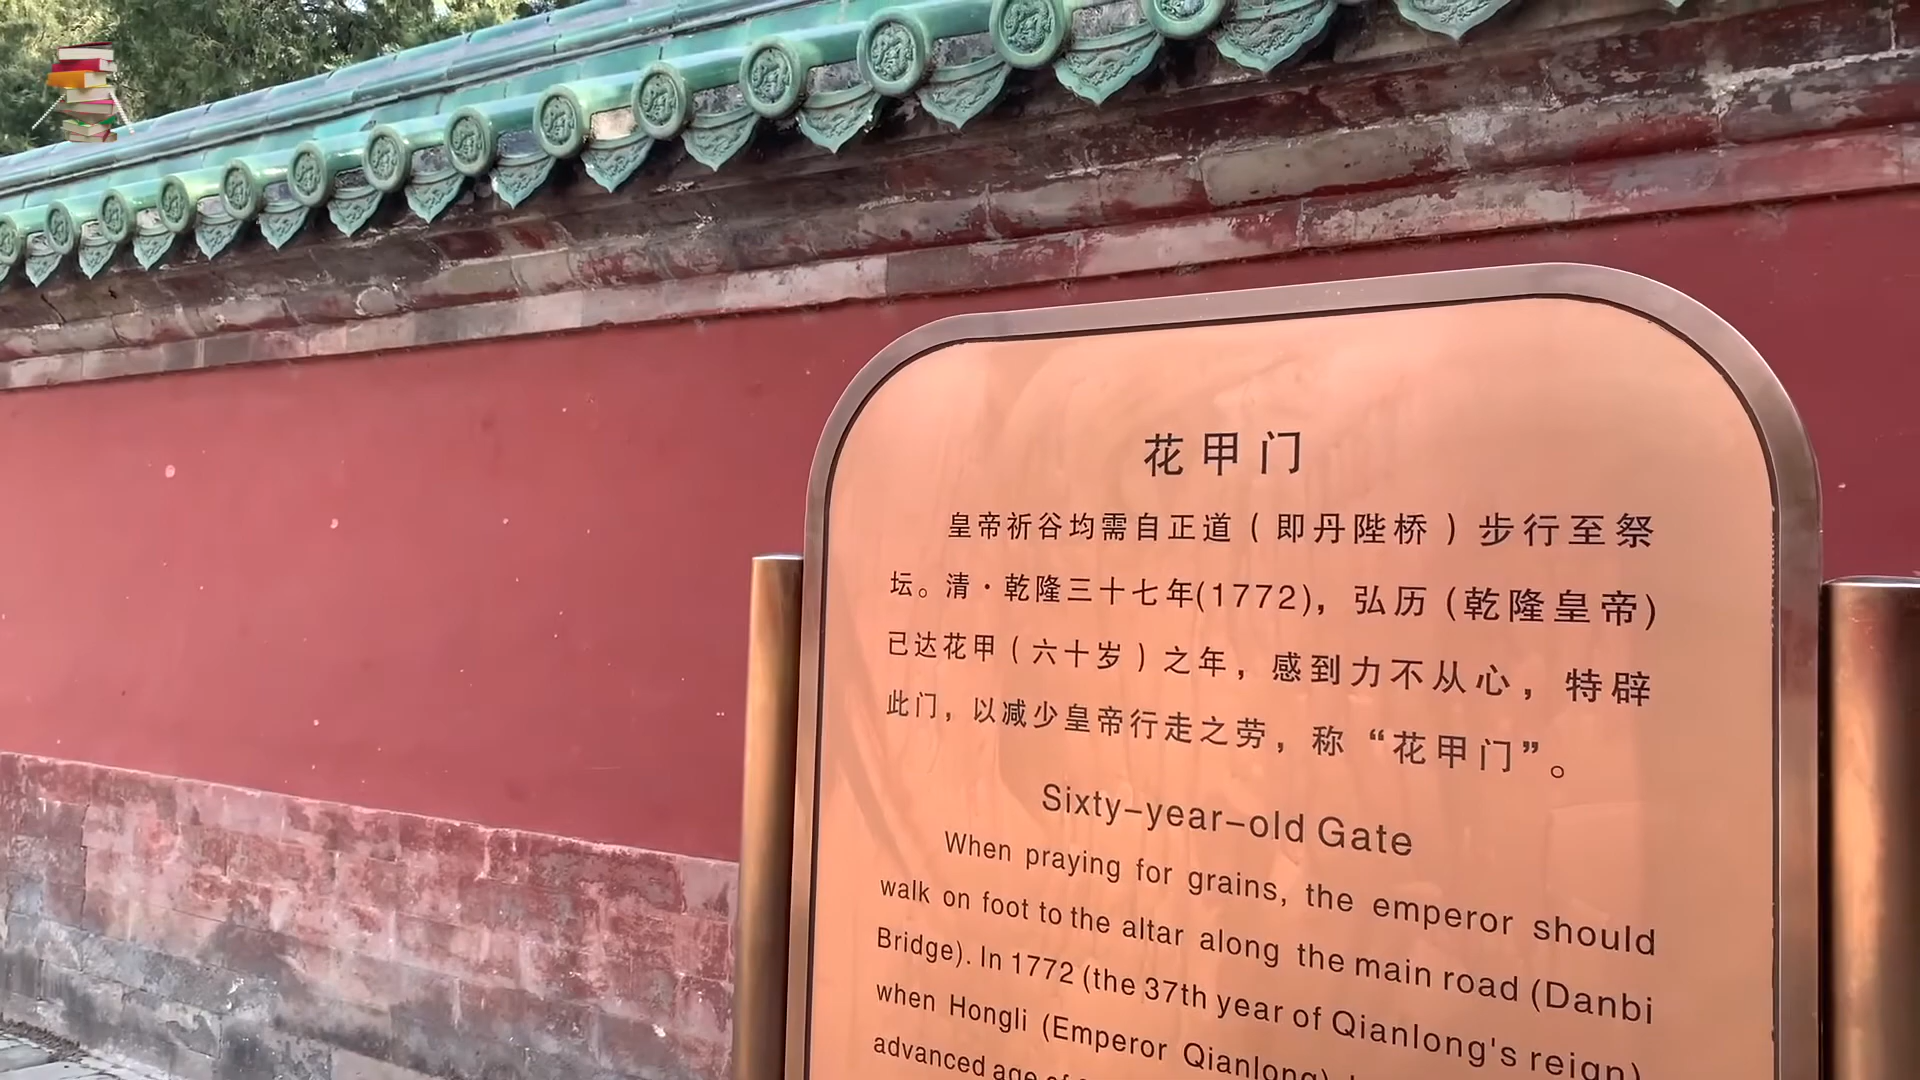 花甲门
皇帝祈谷均需自正道（即丹陛桥）步行至祭
坛。清·乾隆三十七年(1772)，弘历(乾隆皇帝)
已达花甲（六十岁）之年，感到力不从心，特辟
此门，以减少皇帝行走之劳，称“花甲门”。
Sixty-year-old Gate
When praying for grains, the emperor should
walk on foot to the altar along the main road (Danbi
Bridge). In 1772 (the 37th year of Qianlong's reign)
when Hongli (Emperor Qianlong)
advanced age of